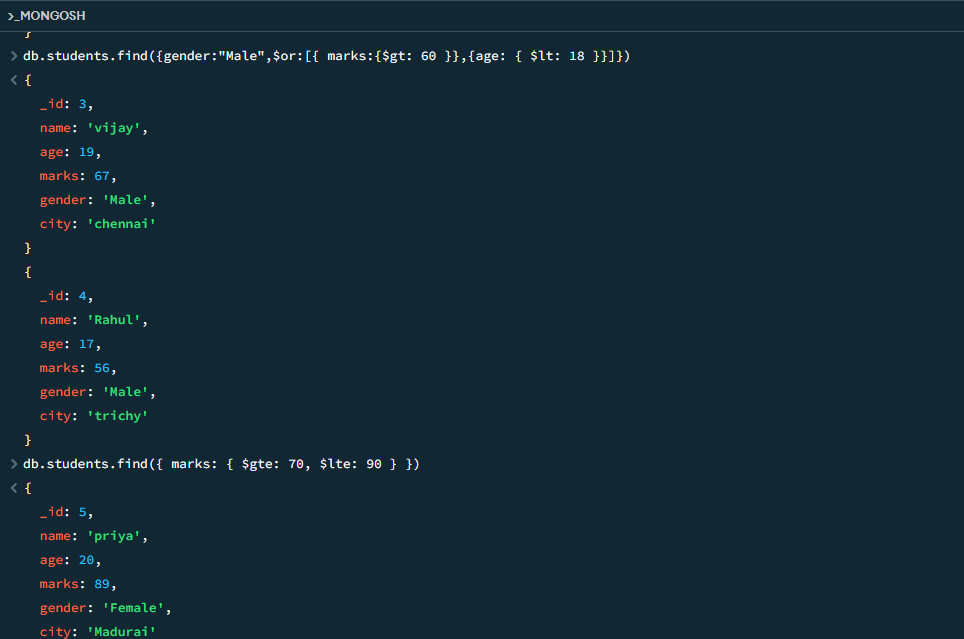 >_MONGOSH
}
> db.students.find({gender:"Male",$or:[{ marks:{$gt: 60 }},{age: { $lt: 18 }}]})
< {
_id: 3,
name: 'vijay',
age: 19,
marks: 67,
gender: 'Male',
city: 'chennai'
}
{
_id: 4,
name: 'Rahul',
age: 17,
marks: 56,
gender: 'Male',
city: 'trichy'
}
> db.students.find({ marks: { $gte: 70, $lte: 90 } })
< {
_id: 5,
name: 'priya',
age: 20,
marks: 89,
gender: 'Female',
city: 'Madurai'